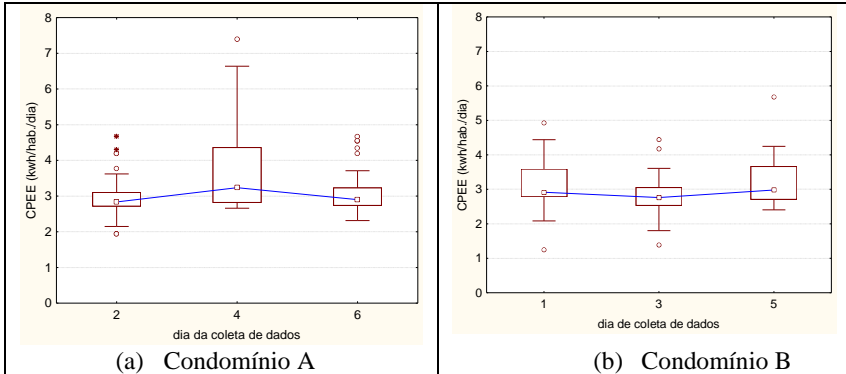 8
7
6
5
4
3
2
1
0
CPEE (kwh/hab./dia)
2 4 6
dia da coleta de dados
(a) Condomínio A
8
7
6
5
4
3
2
1
0
CPEE (kwh/hab./dia)
1 3 5
dia de coleta de dados
(b) Condomínio B